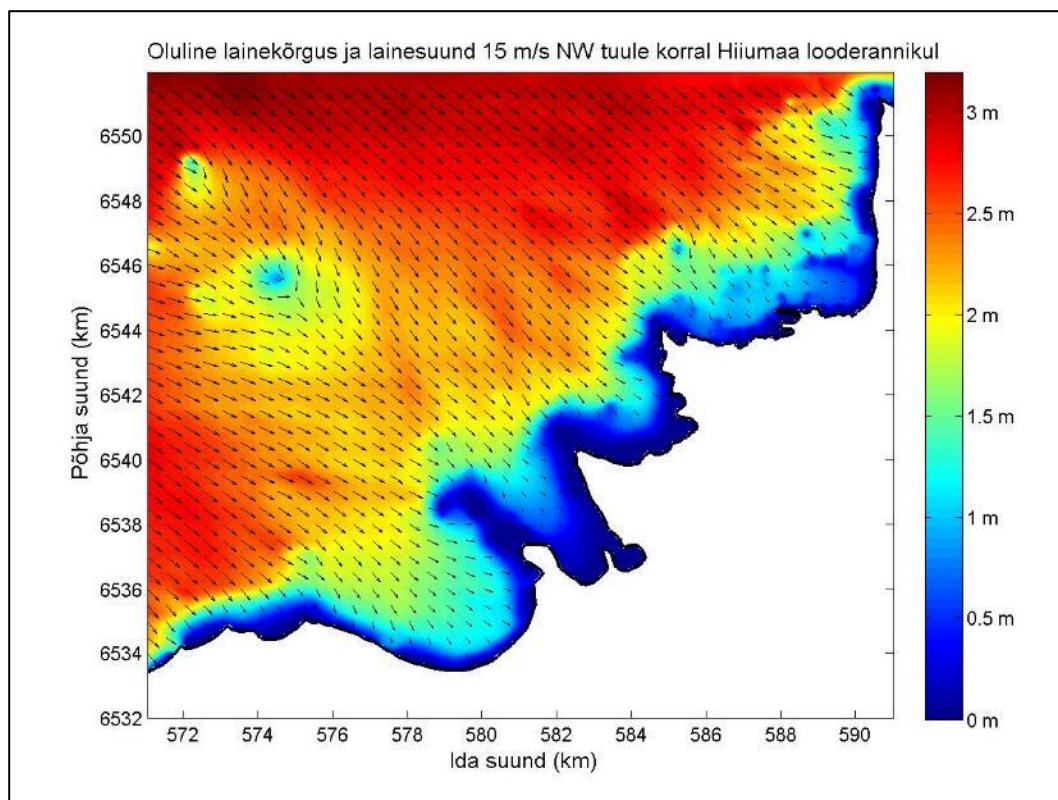 Oluline lainekõrgus ja lainesuund 15 m/s NW tuule korral Hiiumaa looderannikul
6550
6548
6546
6544
6542
6540
6538
6536
6534
6532
Põhja suund (km)
572 574 576 578 580 582 584 586 588 590
Ida suund (km)
3 m
2.5 m
2 m
1.5 m
1 m
0.5 m
0 m